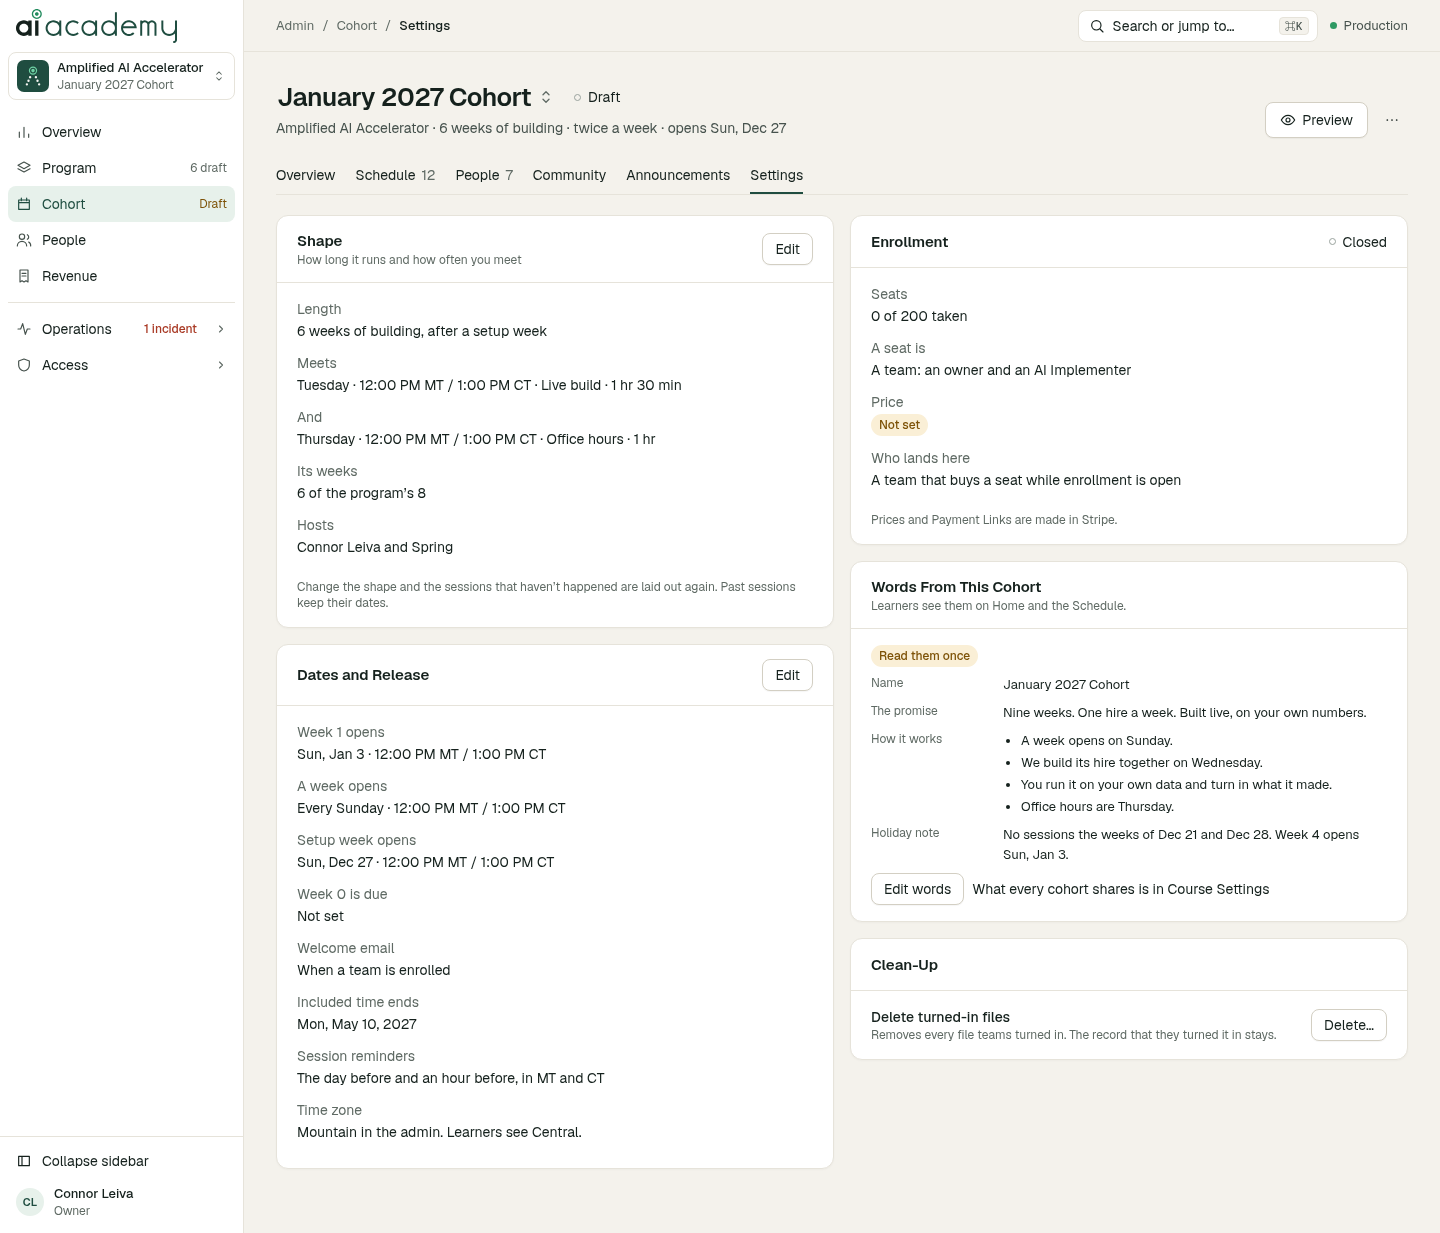 ai academy
Amplified AI Accelerator
January 2027 Cohort
Overview
Program 6 draft
Cohort Draft
People
Revenue
Operations 1 incident
Access
Collapse sidebar
CL
Connor Leiva
Owner
Admin / Cohort / Settings
Search or jump to… ⌘K
Production
January 2027 Cohort
Draft
Amplified AI Accelerator · 6 weeks of building · twice a week · opens Sun, Dec 27
Preview
…
Overview Schedule 12 People 7 Community Announcements Settings
Shape
How long it runs and how often you meet
Edit
Length
6 weeks of building, after a setup week
Meets
Tuesday · 12:00 PM MT / 1:00 PM CT · Live build · 1 hr 30 min
And
Thursday · 12:00 PM MT / 1:00 PM CT · Office hours · 1 hr
Its weeks
6 of the program’s 8
Hosts
Connor Leiva and Spring
Change the shape and the sessions that haven’t happened are laid out again. Past sessions
keep their dates.
Dates and Release
Edit
Week 1 opens
Sun, Jan 3 · 12:00 PM MT / 1:00 PM CT
A week opens
Every Sunday · 12:00 PM MT / 1:00 PM CT
Setup week opens
Sun, Dec 27 · 12:00 PM MT / 1:00 PM CT
Week 0 is due
Not set
Welcome email
When a team is enrolled
Included time ends
Mon, May 10, 2027
Session reminders
The day before and an hour before, in MT and CT
Time zone
Mountain in the admin. Learners see Central.
Enrollment
Closed
Seats
0 of 200 taken
A seat is
A team: an owner and an AI Implementer
Price
Not set
Who lands here
A team that buys a seat while enrollment is open
Prices and Payment Links are made in Stripe.
Words From This Cohort
Learners see them on Home and the Schedule.
Read them once
Name January 2027 Cohort
The promise Nine weeks. One hire a week. Built live, on your own numbers.
How it works • A week opens on Sunday.
• We build its hire together on Wednesday.
• You run it on your own data and turn in what it made.
• Office hours are Thursday.
Holiday note No sessions the weeks of Dec 21 and Dec 28. Week 4 opens
Sun, Jan 3.
Edit words What every cohort shares is in Course Settings
Clean-Up
Delete turned-in files
Removes every file teams turned in. The record that they turned it in stays.
Delete…